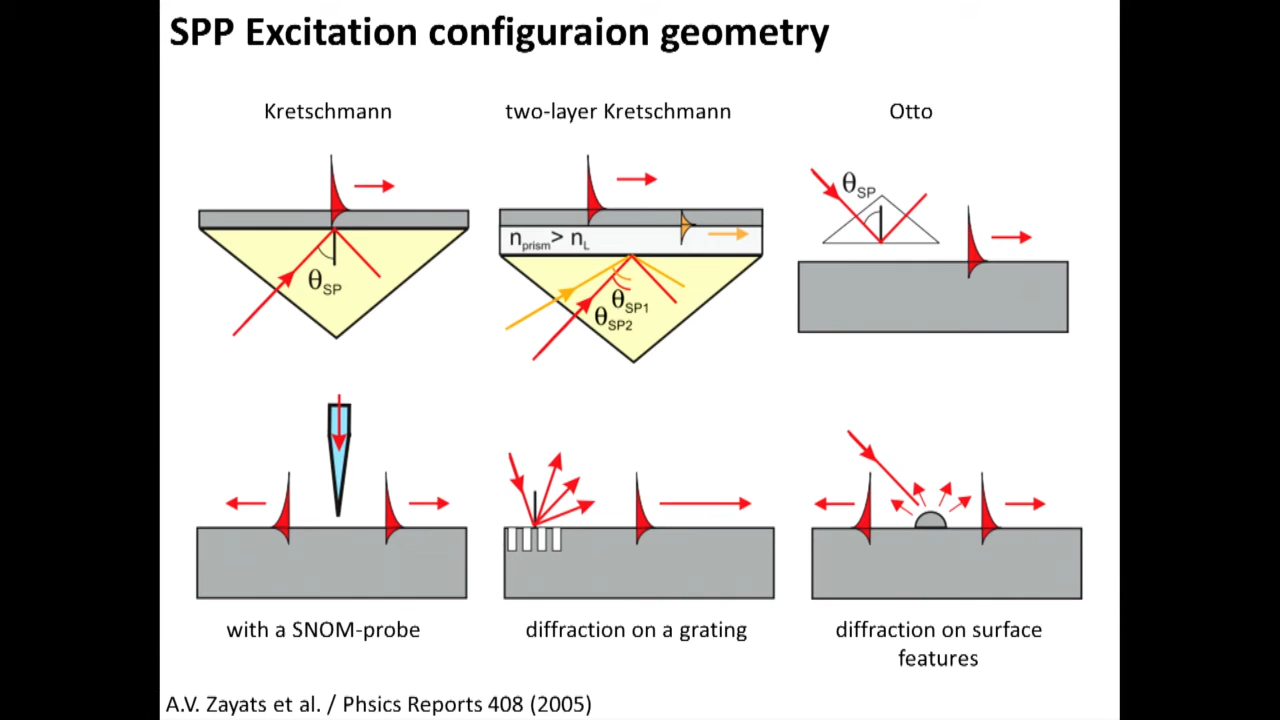 SPP Excitation configuraion geometry
Kretschmann
two-layer Kretschmann
Otto
θSP
nprism> nL
θSP1
θSP2
θSP
with a SNOM-probe
diffraction on a grating
diffraction on surface
features
A.V. Zayats et al. / Phsics Reports 408 (2005)